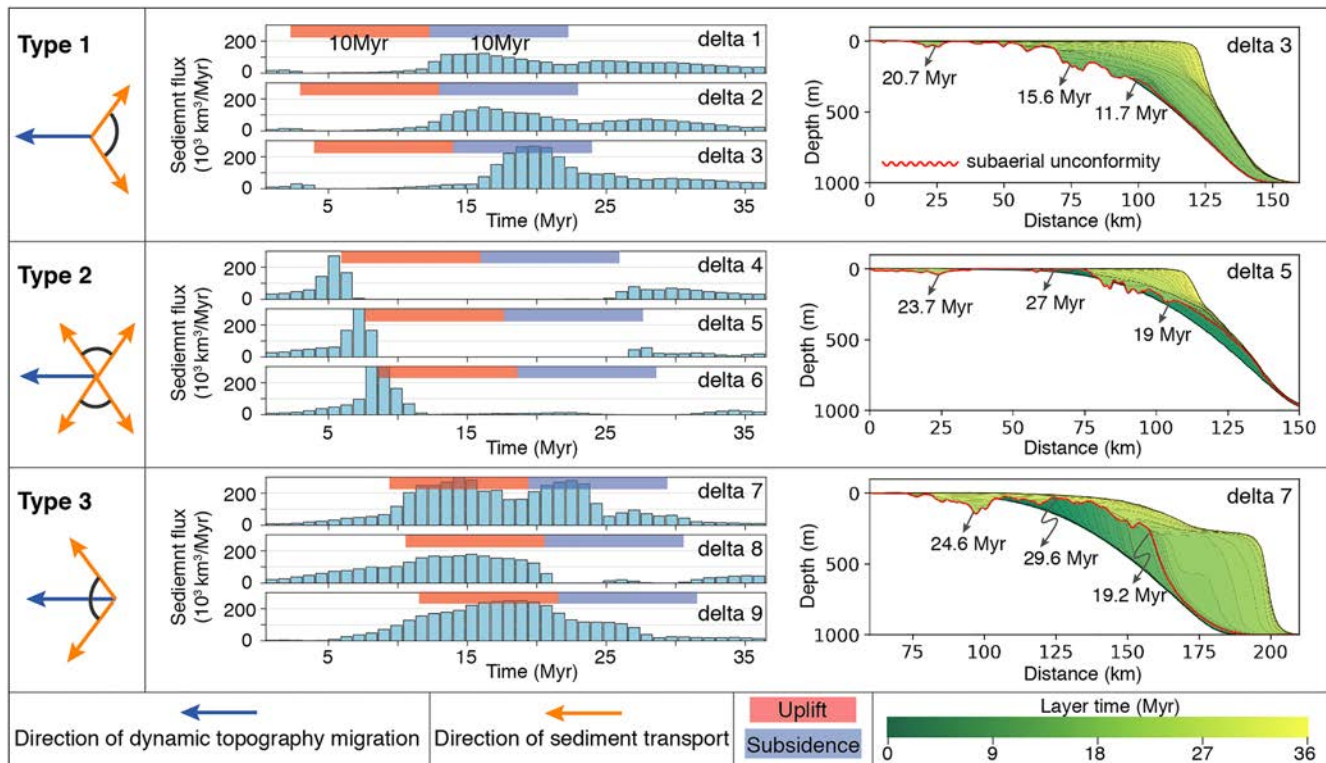 Type 1
Sediemnt flux
(10³ km³/Myr)
200
0
200
0
200
0
10Myr
10Myr
delta 1
delta 2
delta 3
5
15
25
35
Time (Myr)
Depth (m)
0
500
1000
delta 3
20.7 Myr
15.6 Myr
11.7 Myr
subaerial unconformity
0
25
50
75
100
125
150
Distance (km)
Type 2
Sediemnt flux
(10³ km³/Myr)
200
0
200
0
200
0
delta 4
delta 5
delta 6
5
15
25
35
Time (Myr)
Depth (m)
0
500
1000
delta 5
23.7 Myr
27 Myr
19 Myr
0
25
50
75
100
125
150
Distance (km)
Type 3
Sediemnt flux
(10³ km³/Myr)
200
0
200
0
200
0
delta 7
delta 8
delta 9
5
15
25
35
Time (Myr)
Depth (m)
0
500
1000
delta 7
24.6 Myr
29.6 Myr
19.2 Myr
75
100
125
150
175
200
Distance (km)
Direction of dynamic topography migration
Direction of sediment transport
Uplift
Subsidence
Layer time (Myr)
0
9
18
27
36